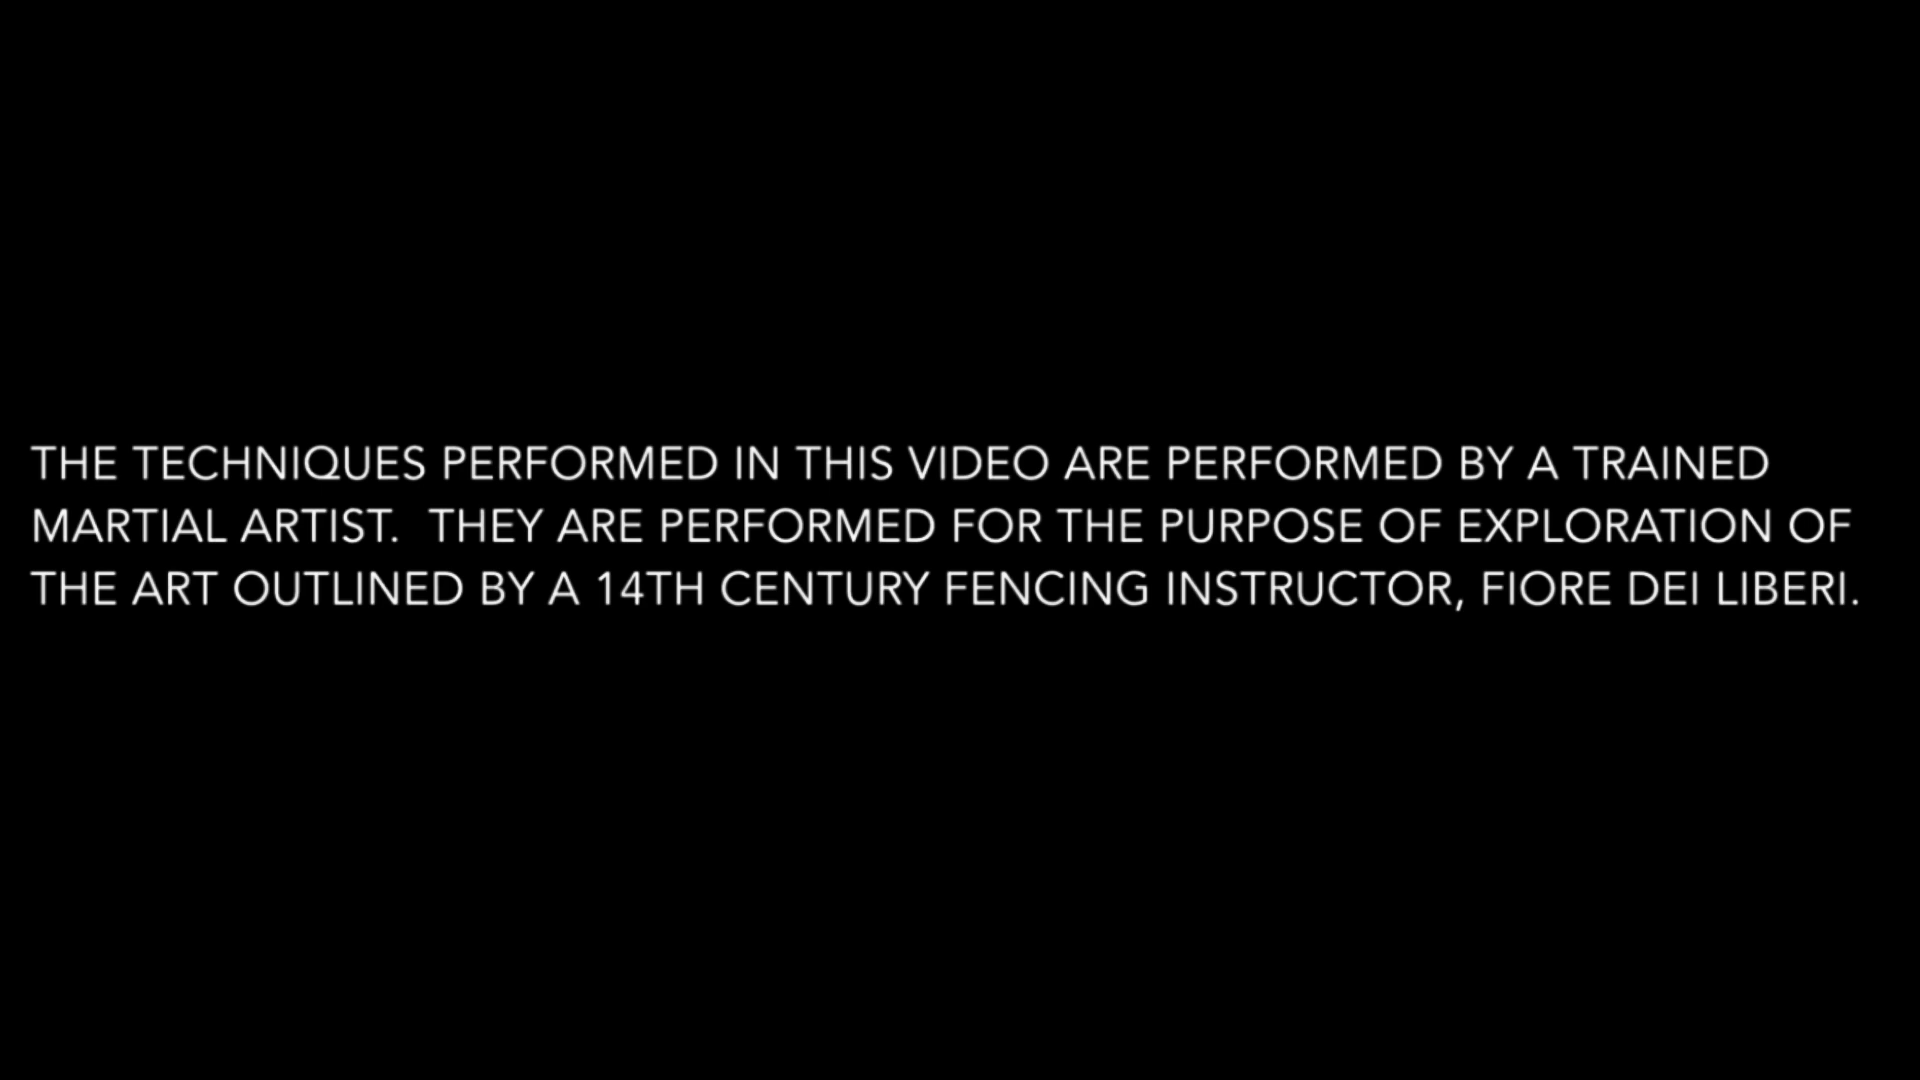 THE TECHNIQUES PERFORMED IN THIS VIDEO ARE PERFORMED BY A TRAINED
MARTIAL ARTIST.  THEY ARE PERFORMED FOR THE PURPOSE OF EXPLORATION OF
THE ART OUTLINED BY A 14TH CENTURY FENCING INSTRUCTOR, FIORE DEI LIBERI.